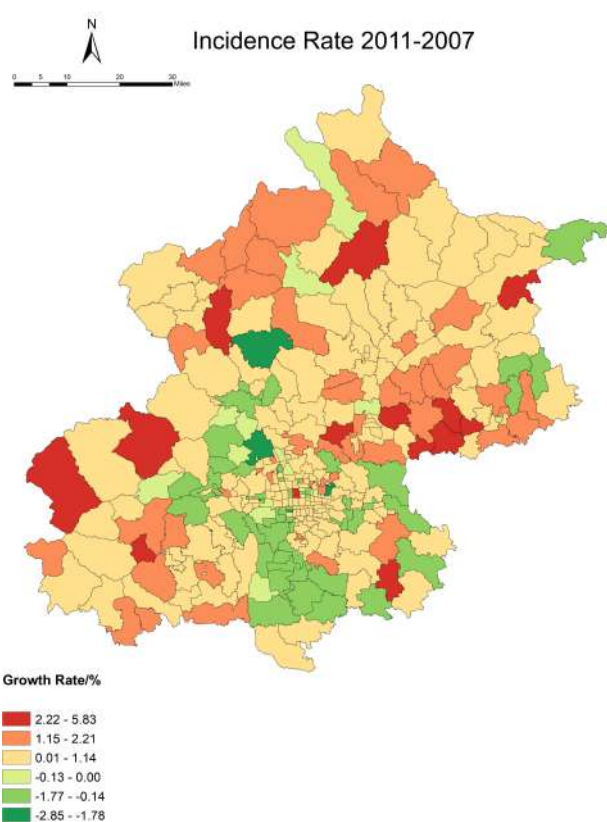 N
Incidence Rate 2011-2007
0 5 10 20 30
Miles
Growth Rate/%
2.22 - 5.83
1.15 - 2.21
0.01 - 1.14
-0.13 - 0.00
-1.77 - -0.14
-2.85 - -1.78